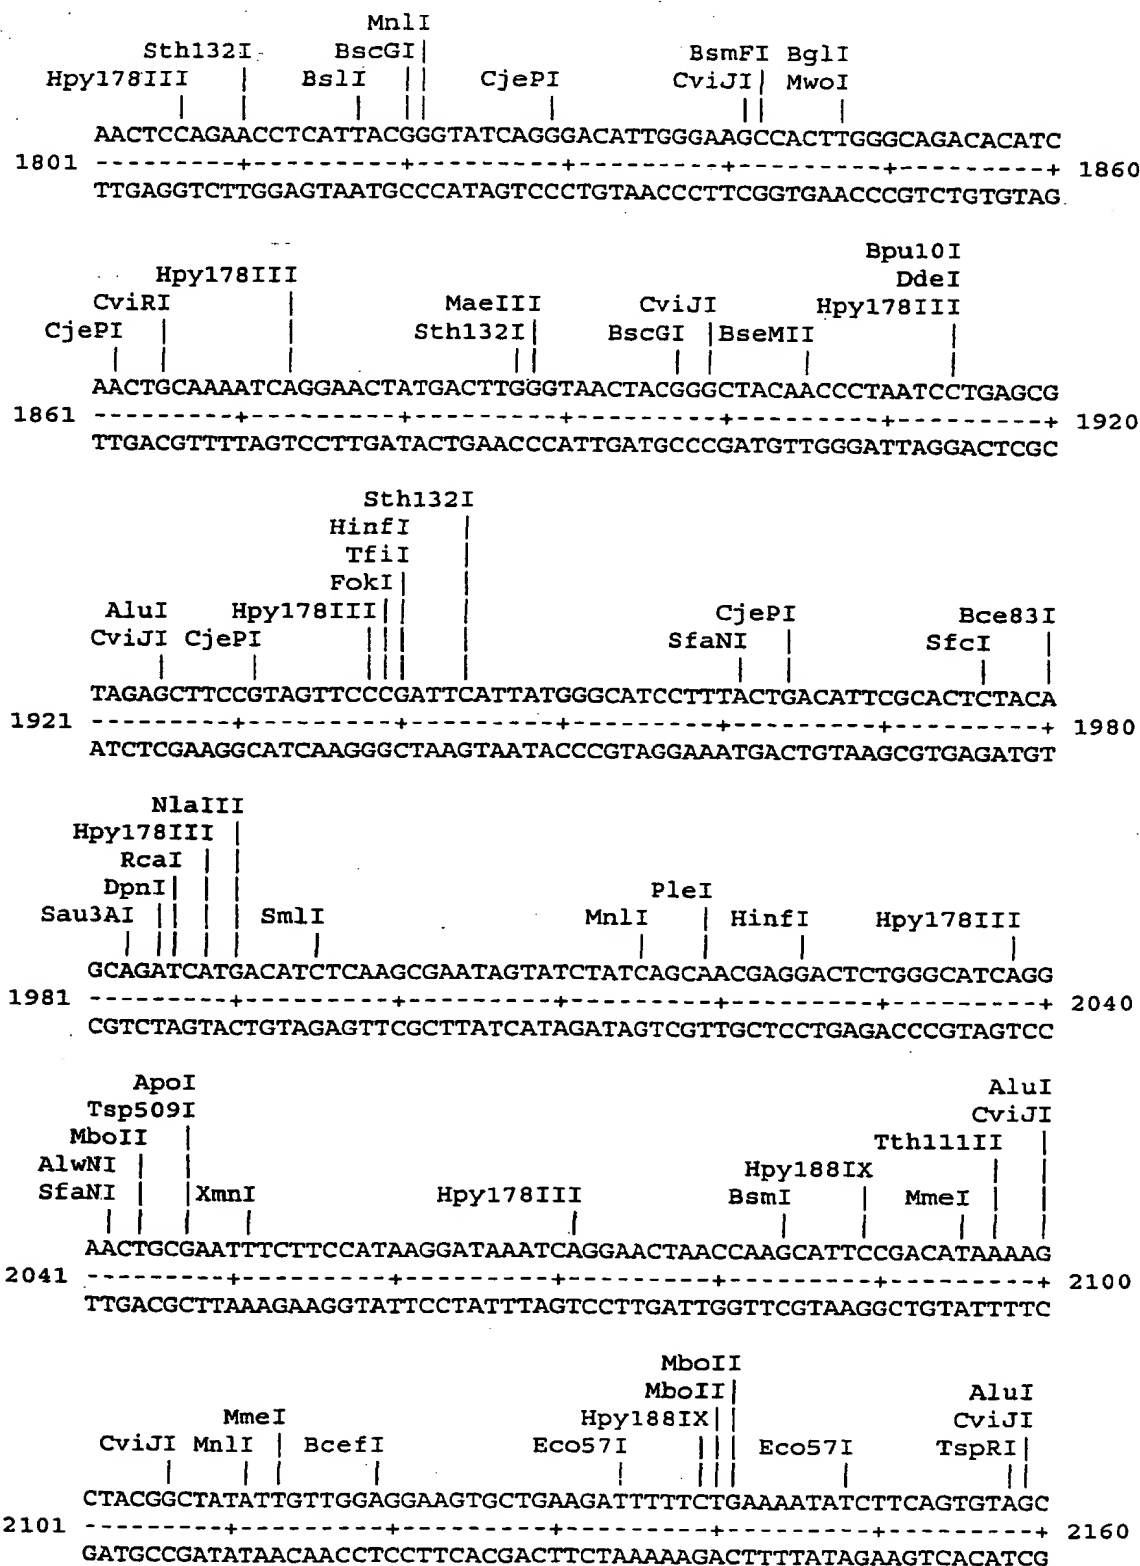 MnlI
Sth132I BscGI| BsmFI BglI
Hpy178III | BslI || CjePI CviJI| MwoI
| | | || | || |
AACTCCAGAACCTCATTACGGGTATCAGGGACATTGGGAAGCCACTTGGGCAGACACATC
1801 ---------+---------+---------+---------+---------+---------+ 1860
TTGAGGTCTTGGAGTAATGCCCATAGTCCCTGTAACCCTTCGGTGAACCCGTCTGTGTAG
Bpu10I
Hpy178III DdeI
CviRI | MaeIII CviJI Hpy178III|
CjePI | | Sth132I| BscGI |BseMII |
| | | || | | | |
AACTGCAAAATCAGGAACTATGACTTGGGTAACTACGGGCTACAACCCTAATCCTGAGCG
1861 ---------+---------+---------+---------+---------+---------+ 1920
TTGACGTTTTAGTCCTTGATACTGAACCCATTGATGCCCGATGTTGGGATTAGGACTCGC
Sth132I
HinfI |
TfiI |
FokI| |
AluI Hpy178III|| | CjePI Bce83I
CviJI CjePI ||| | SfaNI | SfcI |
| | ||| | | | | |
TAGAGCTTCCGTAGTTCCCGATTCATTATGGGCATCCTTTACTGACATTCGCACTCTACA
1921 ---------+---------+---------+---------+---------+---------+ 1980
ATCTCGAAGGCATCAAGGGCTAAGTAATACCCGTAGGAAATGACTGTAAGCGTGAGATGT
NlaIII
Hpy178III |
RcaI | |
DpnI| | | PleI
Sau3AI || | | SmlI MnlI | HinfI Hpy178III
| || | | | | | | |
GCAGATCATGACATCTCAAGCGAATAGTATCTATCAGCAACGAGGACTCTGGGCATCAGG
1981 ---------+---------+---------+---------+---------+---------+ 2040
CGTCTAGTACTGTAGAGTTCGCTTATCATAGATAGTCGTTGCTCCTGAGACCCGTAGTCC
ApoI AluI
Tsp509I CviJI
MboII | Tth111II |
AlwNI | | Hpy188IX | |
SfaNI | |XmnI Hpy178III BsmI | MmeI | |
| | | | | | | | | |
AACTGCGAATTTCTTCCATAAGGATAAATCAGGAACTAACCAAGCATTCCGACATAAAAG
2041 ---------+---------+---------+---------+---------+---------+ 2100
TTGACGCTTAAAGAAGGTATTCCTATTTAGTCCTTGATTGGTTCGTAAGGCTGTATTTTC
MboII
MboII| AluI
MmeI Hpy188IX|| CviJI
CviJI MnlI | BcefI Eco57I ||| Eco57I TspRI|
| | | | | ||| | ||
CTACGGCTATATTGTTGGAGGAAGTGCTGAAGATTTTTCTGAAAATATCTTCAGTGTAGC
2101 ---------+---------+---------+---------+---------+---------+ 2160
GATGCCGATATAACAACCTCCTTCACGACTTCTAAAAAGACTTTTATAGAAGTCACATCG